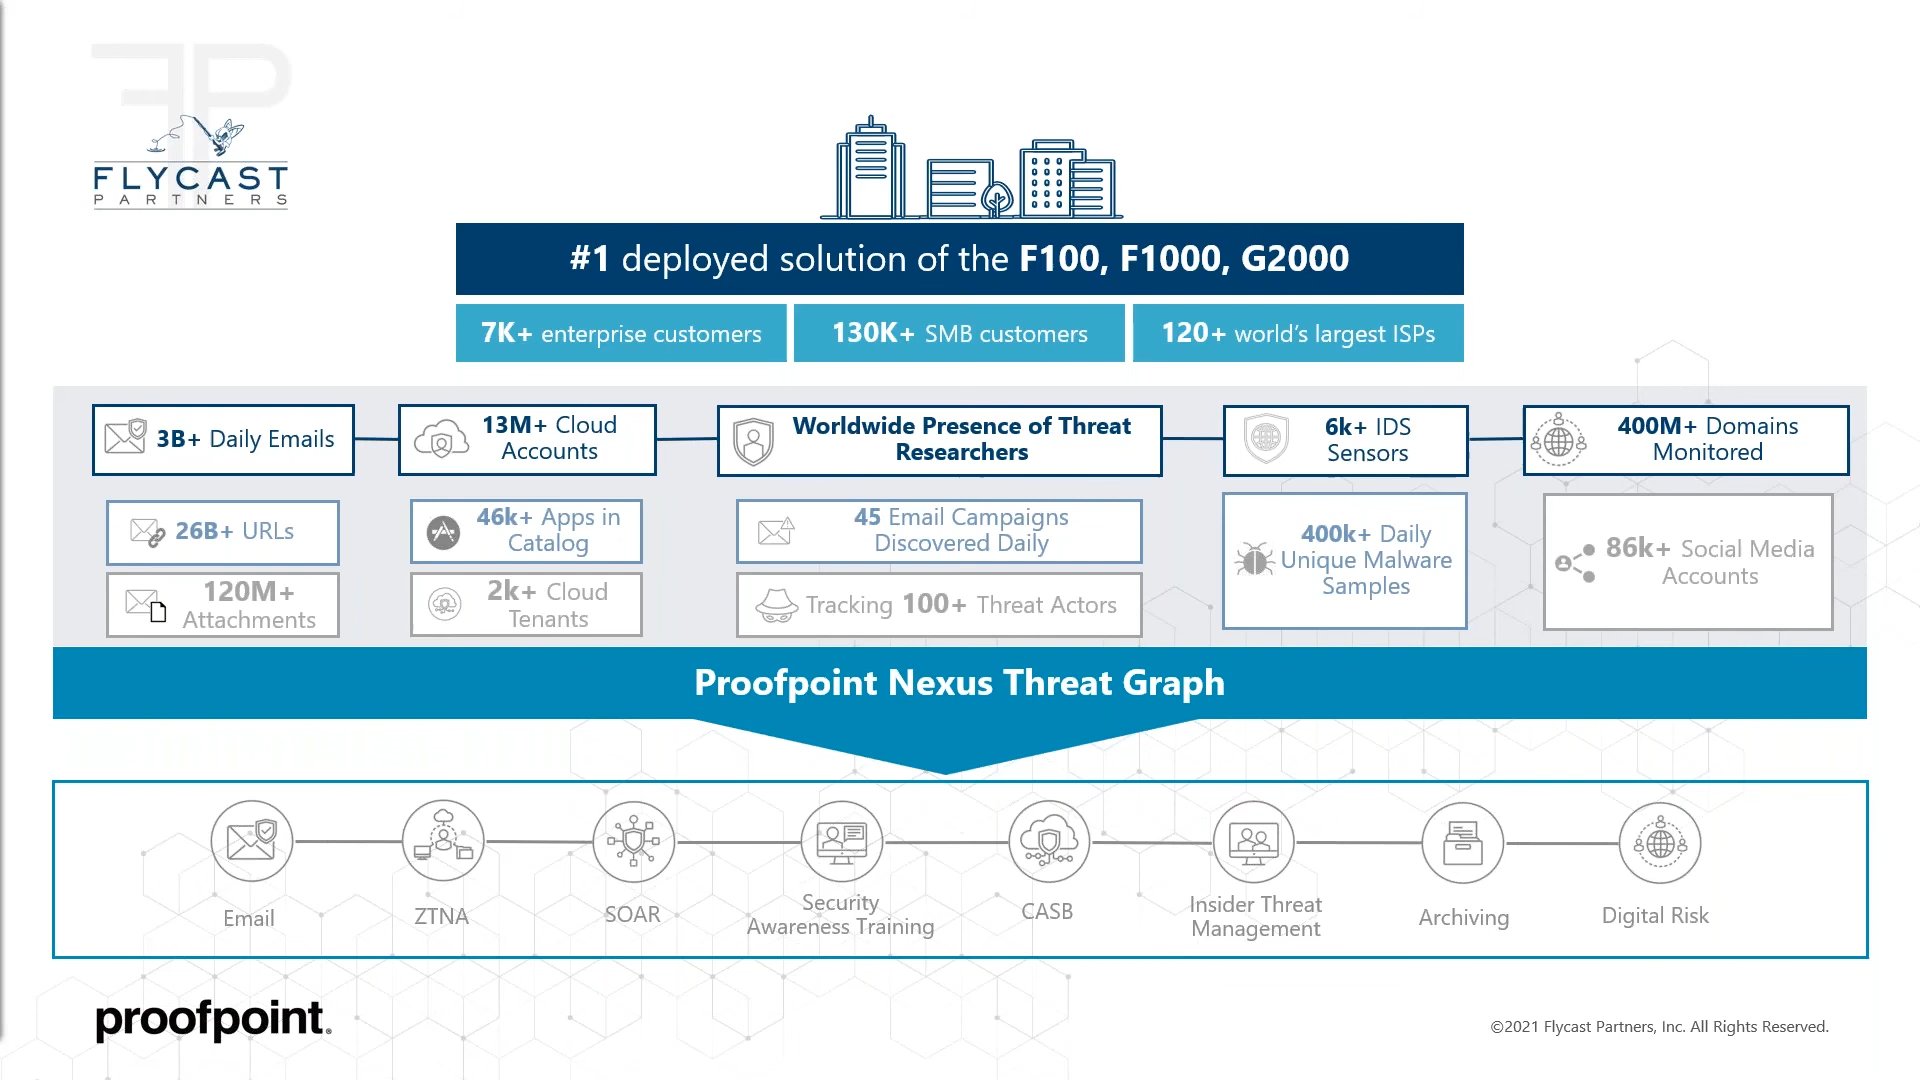 FP
FLYCAST
PARTNERS
#1 deployed solution of the F100, F1000, G2000
7K+ enterprise customers
130K+ SMB customers
120+ world's largest ISPs
3B+ Daily Emails
13M+ Cloud
Accounts
Worldwide Presence of Threat
Researchers
6k+ IDS
Sensors
400M+ Domains
Monitored
26B+ URLs
46k+ Apps in
Catalog
45 Email Campaigns
Discovered Daily
400k+ Daily
Unique Malware
Samples
86k+ Social Media
Accounts
120M+
Attachments
2k+ Cloud
Tenants
Tracking 100+ Threat Actors
Proofpoint Nexus Threat Graph
Email
ZTNA
SOAR
Security
Awareness Training
CASB
Insider Threat
Management
Archiving
Digital Risk
proofpoint®
©2021 Flycast Partners, Inc. All Rights Reserved.